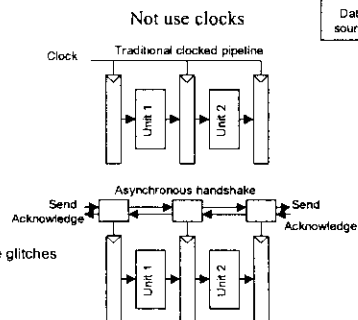 Dat
sour
Not use clocks
Traditional clocked pipeline
Clock
Unit 1
Unit 2
Asynchronous handshake
Send
Acknowledge
Send
Acknowledge
e glitches
Unit 1
Unit 2